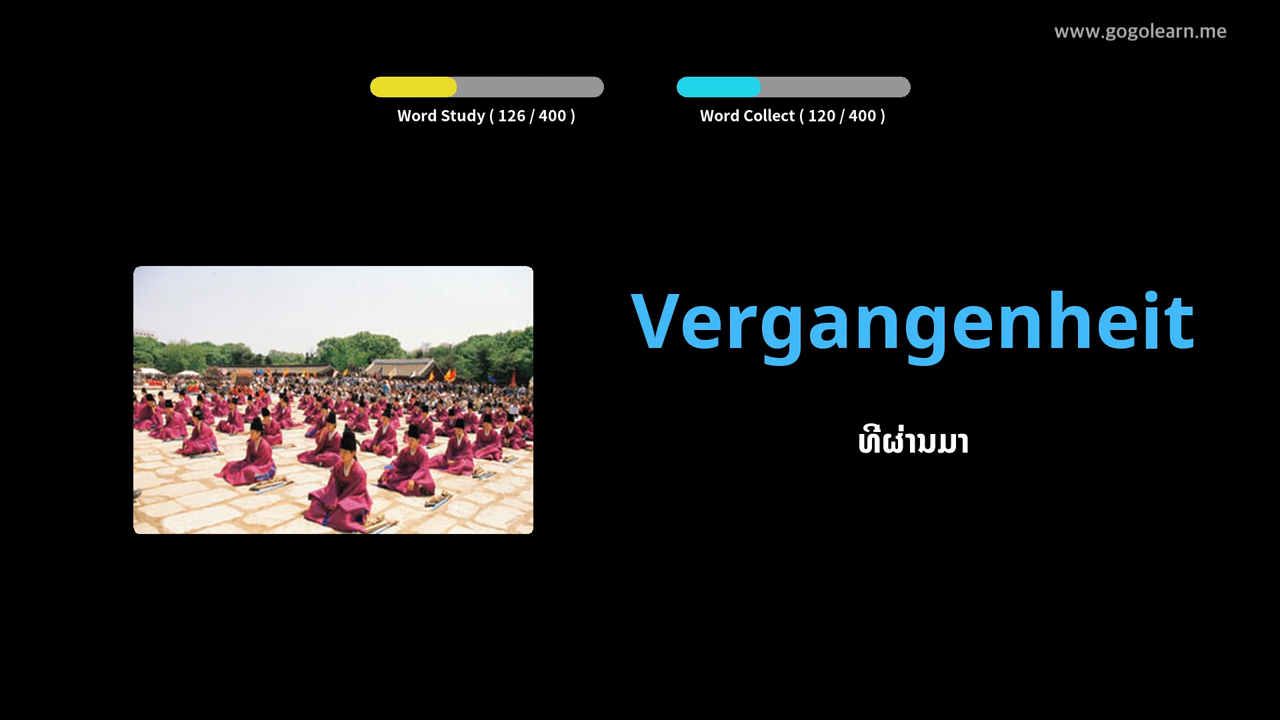 www.gogolearn.me
Word Study ( 126 / 400 )
Word Collect ( 120 / 400 )
Vergangenheit
ທີຜ່ານມາ